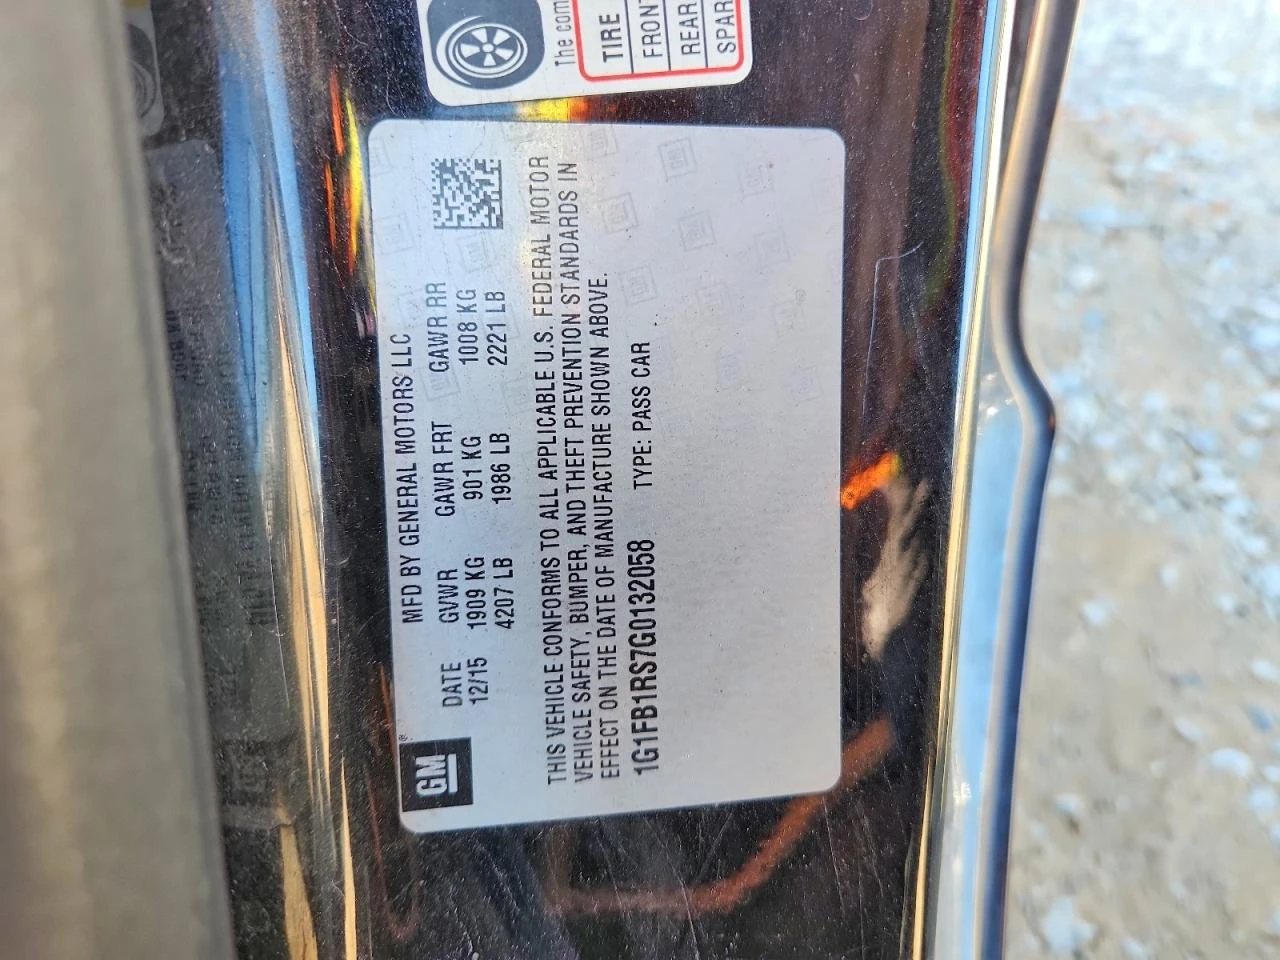 The com
TIRE
FRONT
REAR
SPAR
GM®
MFD BY GENERAL MOTORS LLC
DATE GVWR GAWR FRT GAWR RR
12/15 1909 KG 901 KG 1008 KG
4207 LB 1986 LB 2221 LB
THIS VEHICLE CONFORMS TO ALL APPLICABLE U.S. FEDERAL MOTOR
VEHICLE SAFETY, BUMPER, AND THEFT PREVENTION STANDARDS IN
EFFECT ON THE DATE OF MANUFACTURE SHOWN ABOVE.
1G1FB1RS7G0132058 TYPE: PASS CAR